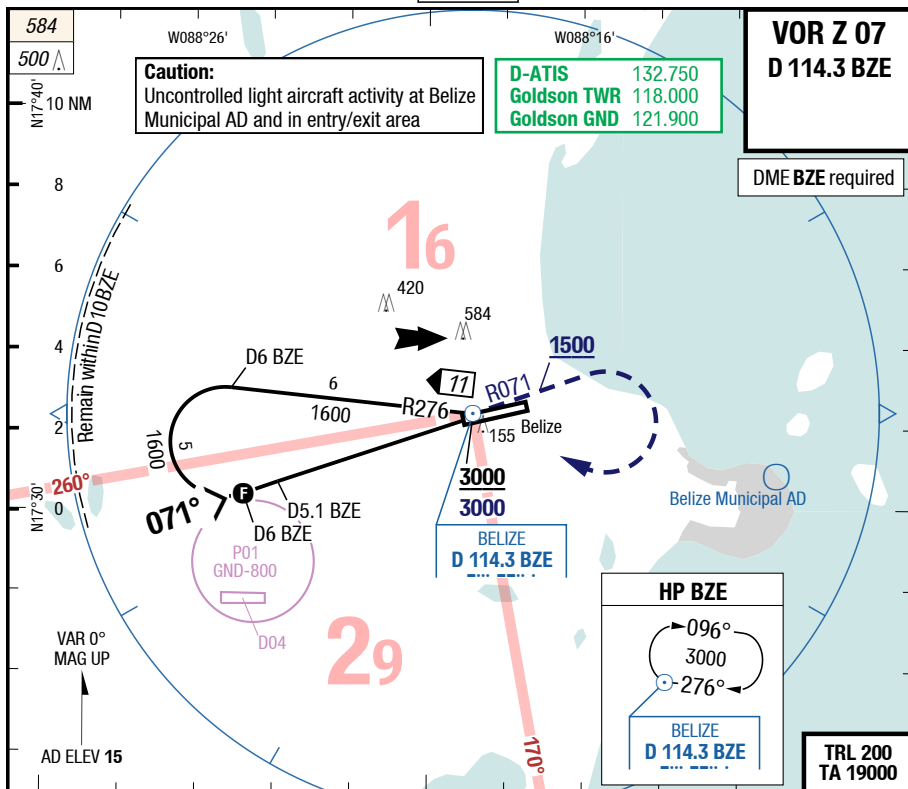 584
500
W088°26'
W088°16'
VOR Z 07
D 114.3 BZE
Caution:
Uncontrolled light aircraft activity at Belize
Municipal AD and in entry/exit area
D-ATIS 132.750
Goldson TWR 118.000
Goldson GND 121.900
N17°40'
10 NM
DME BZE required
8
6
4
2
0
N17°30'
Remain within D10 BZE
16
420
584
1500
D6 BZE
6
1600
11
R276
R071
155
Belize
5
1600
260°
071°
F
D5.1 BZE
D6 BZE
3000
3000
Belize Municipal AD
P01
GND-800
D04
BELIZE
D 114.3 BZE
29
HP BZE
096°
3000
276°
BELIZE
D 114.3 BZE
VAR 0°
MAG UP
AD ELEV 15
170°
TRL 200
TA 19000